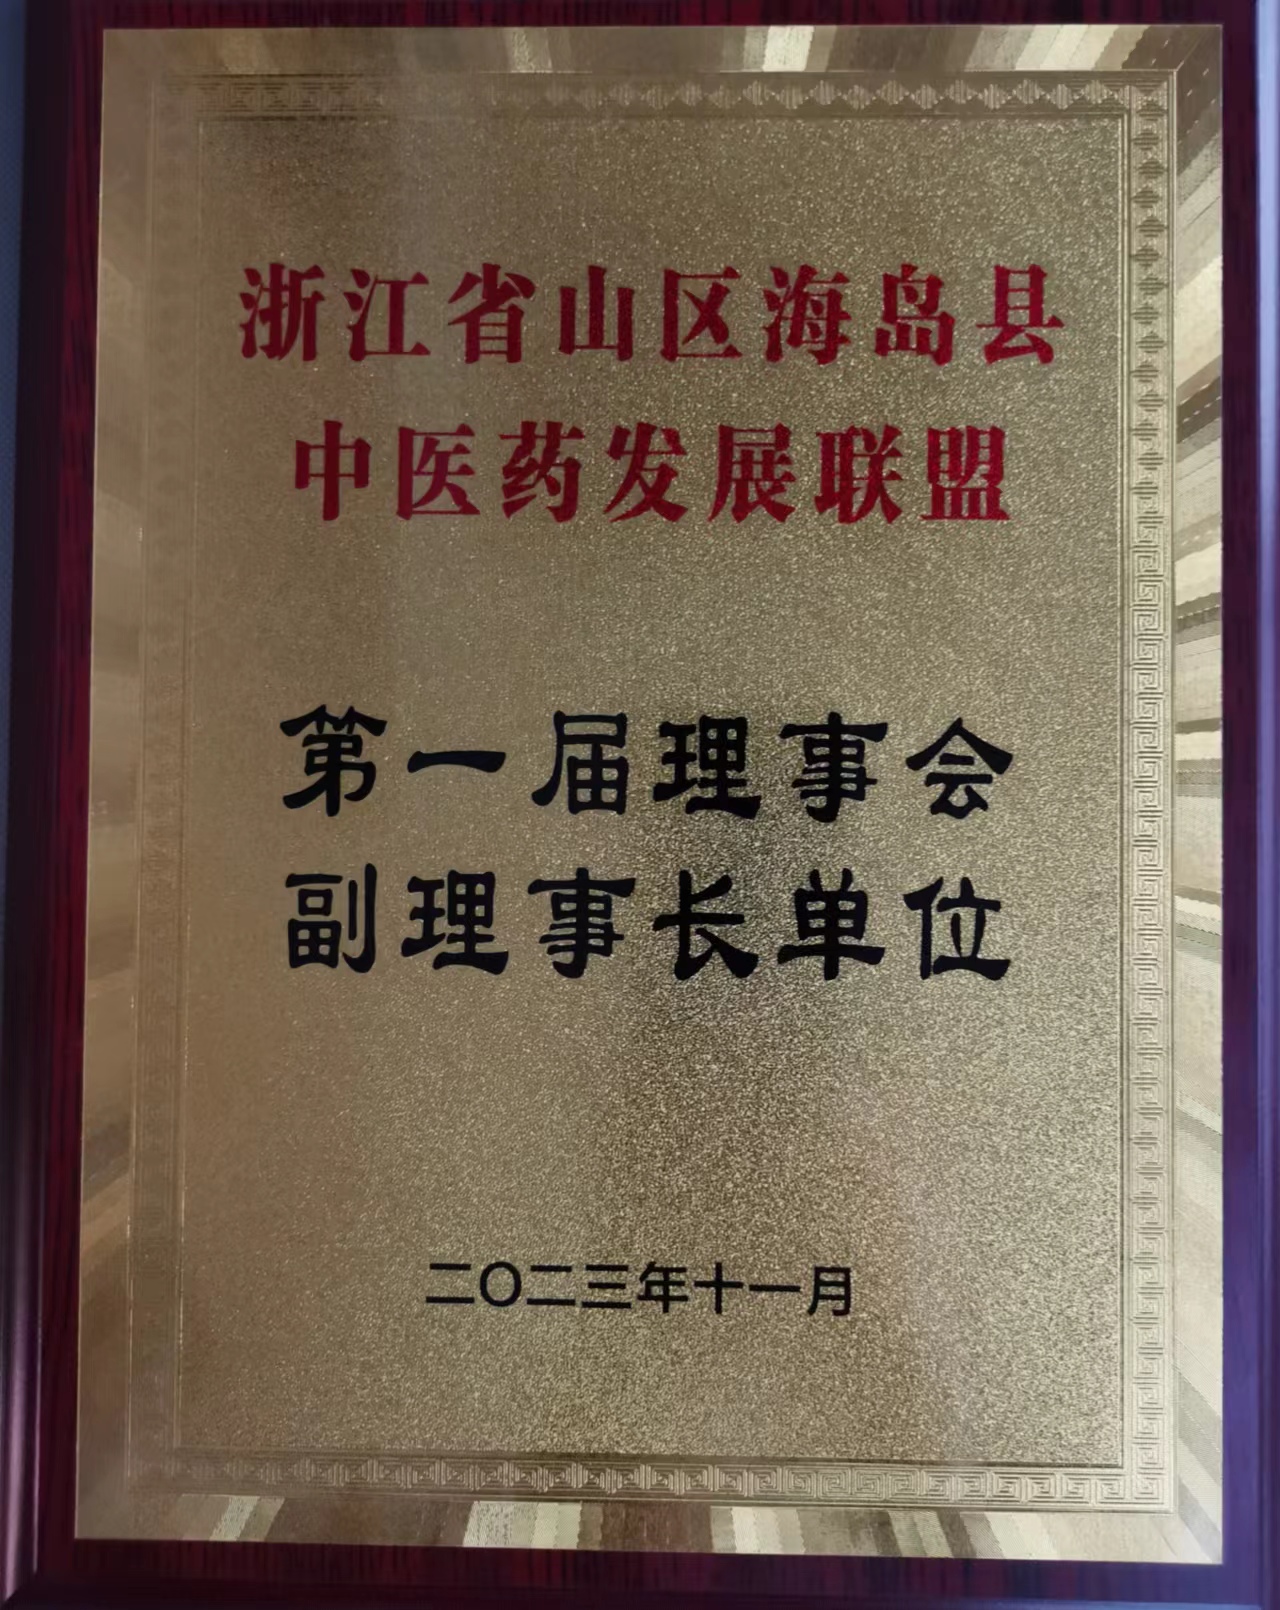 浙江省山区海岛县
中医药发展联盟
第一届理事会
副理事长单位
二〇二三年十一月